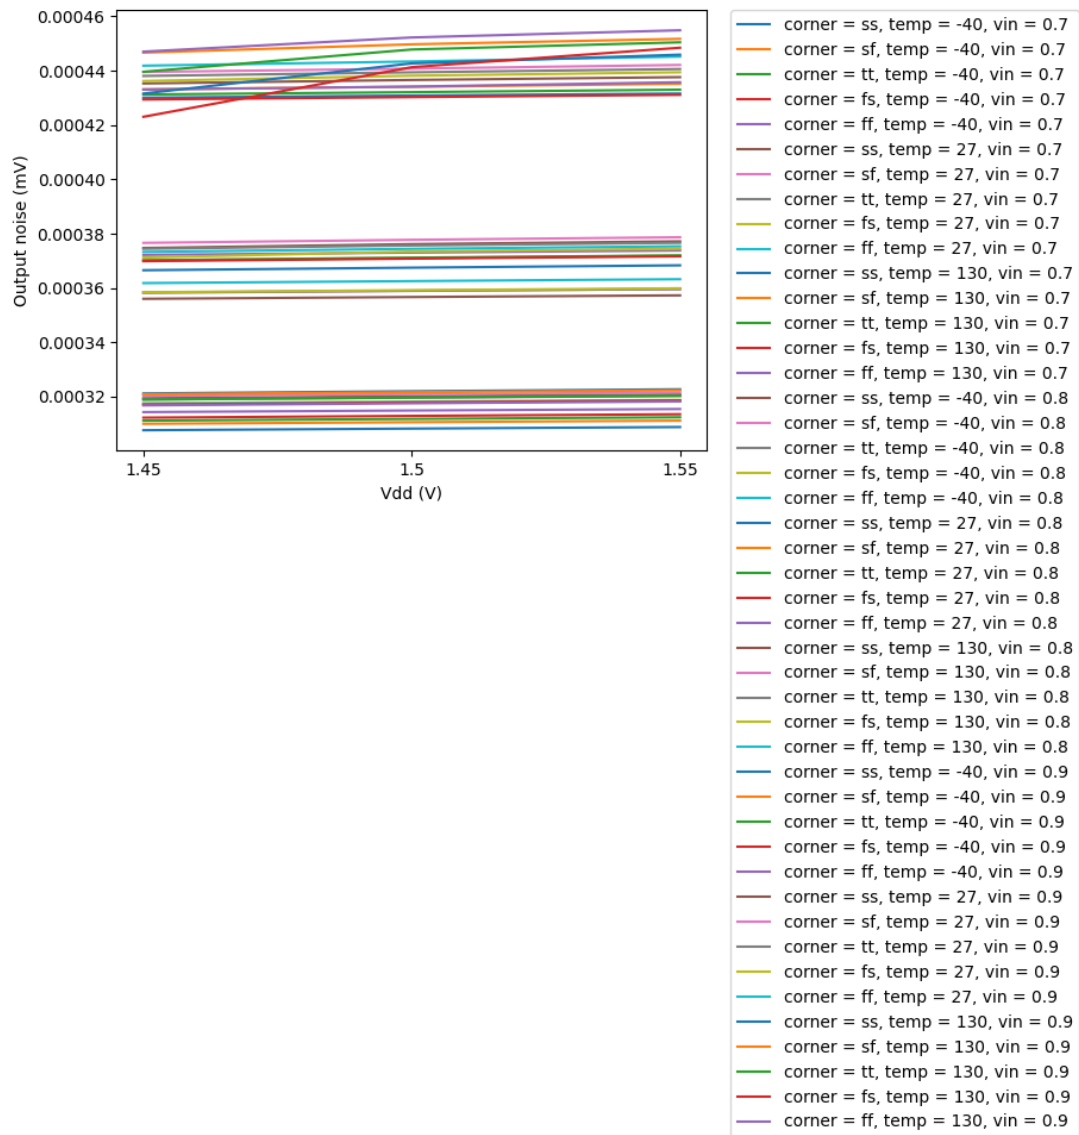 0.00046
0.00044
0.00042
0.00040
0.00038
0.00036
0.00034
0.00032
Output noise (mV)
1.45
1.5
1.55
Vdd (V)
corner = ss, temp = -40, vin = 0.7
corner = sf, temp = -40, vin = 0.7
corner = tt, temp = -40, vin = 0.7
corner = fs, temp = -40, vin = 0.7
corner = ff, temp = -40, vin = 0.7
corner = ss, temp = 27, vin = 0.7
corner = sf, temp = 27, vin = 0.7
corner = tt, temp = 27, vin = 0.7
corner = fs, temp = 27, vin = 0.7
corner = ff, temp = 27, vin = 0.7
corner = ss, temp = 130, vin = 0.7
corner = sf, temp = 130, vin = 0.7
corner = tt, temp = 130, vin = 0.7
corner = fs, temp = 130, vin = 0.7
corner = ff, temp = 130, vin = 0.7
corner = ss, temp = -40, vin = 0.8
corner = sf, temp = -40, vin = 0.8
corner = tt, temp = -40, vin = 0.8
corner = fs, temp = -40, vin = 0.8
corner = ff, temp = -40, vin = 0.8
corner = ss, temp = 27, vin = 0.8
corner = sf, temp = 27, vin = 0.8
corner = tt, temp = 27, vin = 0.8
corner = fs, temp = 27, vin = 0.8
corner = ff, temp = 27, vin = 0.8
corner = ss, temp = 130, vin = 0.8
corner = sf, temp = 130, vin = 0.8
corner = tt, temp = 130, vin = 0.8
corner = fs, temp = 130, vin = 0.8
corner = ff, temp = 130, vin = 0.8
corner = ss, temp = -40, vin = 0.9
corner = sf, temp = -40, vin = 0.9
corner = tt, temp = -40, vin = 0.9
corner = fs, temp = -40, vin = 0.9
corner = ff, temp = -40, vin = 0.9
corner = ss, temp = 27, vin = 0.9
corner = sf, temp = 27, vin = 0.9
corner = tt, temp = 27, vin = 0.9
corner = fs, temp = 27, vin = 0.9
corner = ff, temp = 27, vin = 0.9
corner = ss, temp = 130, vin = 0.9
corner = sf, temp = 130, vin = 0.9
corner = tt, temp = 130, vin = 0.9
corner = fs, temp = 130, vin = 0.9
corner = ff, temp = 130, vin = 0.9